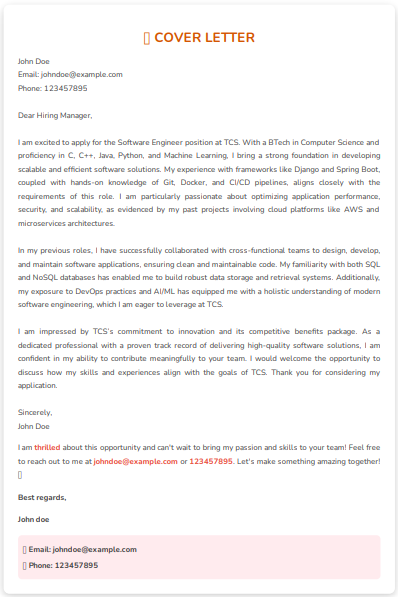 COVER LETTER
John Doe
Email: johndoe@example.com
Phone: 123457895
Dear Hiring Manager,
I am excited to apply for the Software Engineer position at TCS. With a BTech in Computer Science and
proficiency in C, C++, Java, Python, and Machine Learning, I bring a strong foundation in developing
scalable and efficient software solutions. My experience with frameworks like Django and Spring Boot,
coupled with hands-on knowledge of Git, Docker, and CI/CD pipelines, aligns closely with the
requirements of this role. I am particularly passionate about optimizing application performance,
security, and scalability, as evidenced by my past projects involving cloud platforms like AWS and
microservices architectures.
In my previous roles, I have successfully collaborated with cross-functional teams to design, develop,
and maintain software applications, ensuring clean and maintainable code. My familiarity with both SQL
and NoSQL databases has enabled me to build robust data storage and retrieval systems. Additionally,
my exposure to DevOps practices and AI/ML has equipped me with a holistic understanding of modern
software engineering, which I am eager to leverage at TCS.
I am impressed by TCS's commitment to innovation and its competitive benefits package. As a
dedicated professional with a proven track record of delivering high-quality software solutions, I am
confident in my ability to contribute meaningfully to your team. I would welcome the opportunity to
discuss how my skills and experiences align with the goals of TCS. Thank you for considering my
application.
Sincerely,
John Doe
I am thrilled about this opportunity and can't wait to bring my passion and skills to your team! Feel free
to reach out to me at johndoe@example.com or 123457895. Let's make something amazing together!
Best regards,
John doe
Email: johndoe@example.com
Phone: 123457895